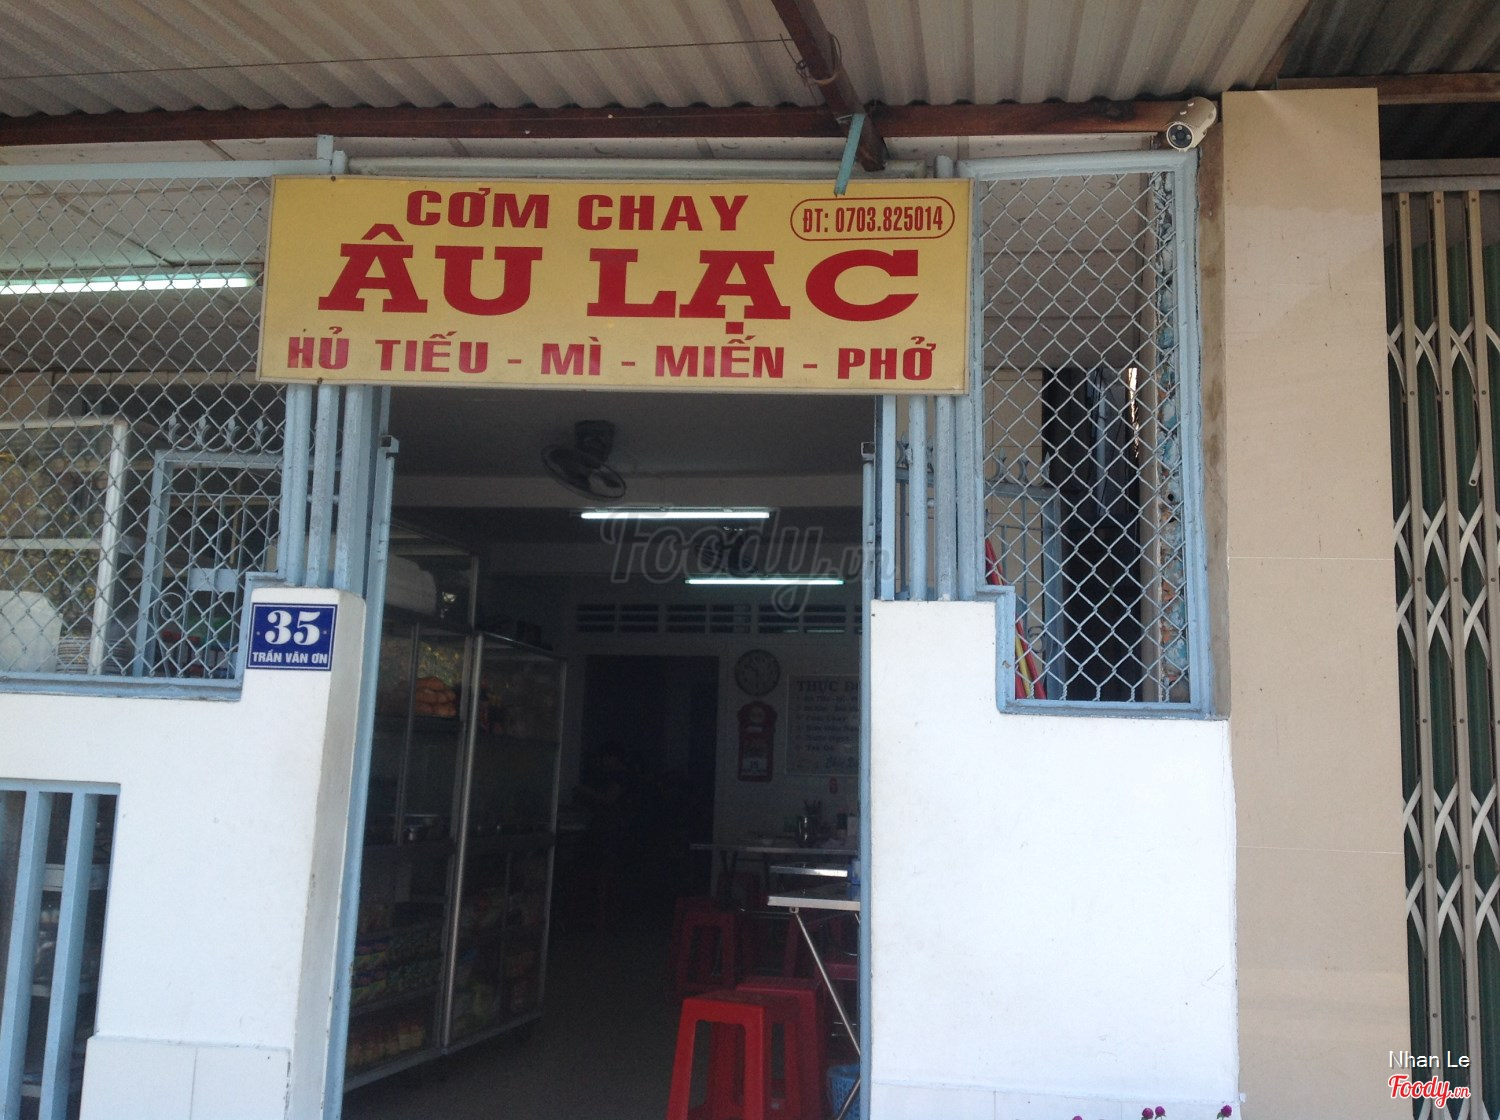 CƠM CHAY
ĐT: 0703.825014
ÂU LẠC
HỦ TIẾU - MÌ - MIẾN - PHỞ
35
TRẦN VĂN ƠN
Foody.vn
THỰC
Nhan Le
Foody.vn